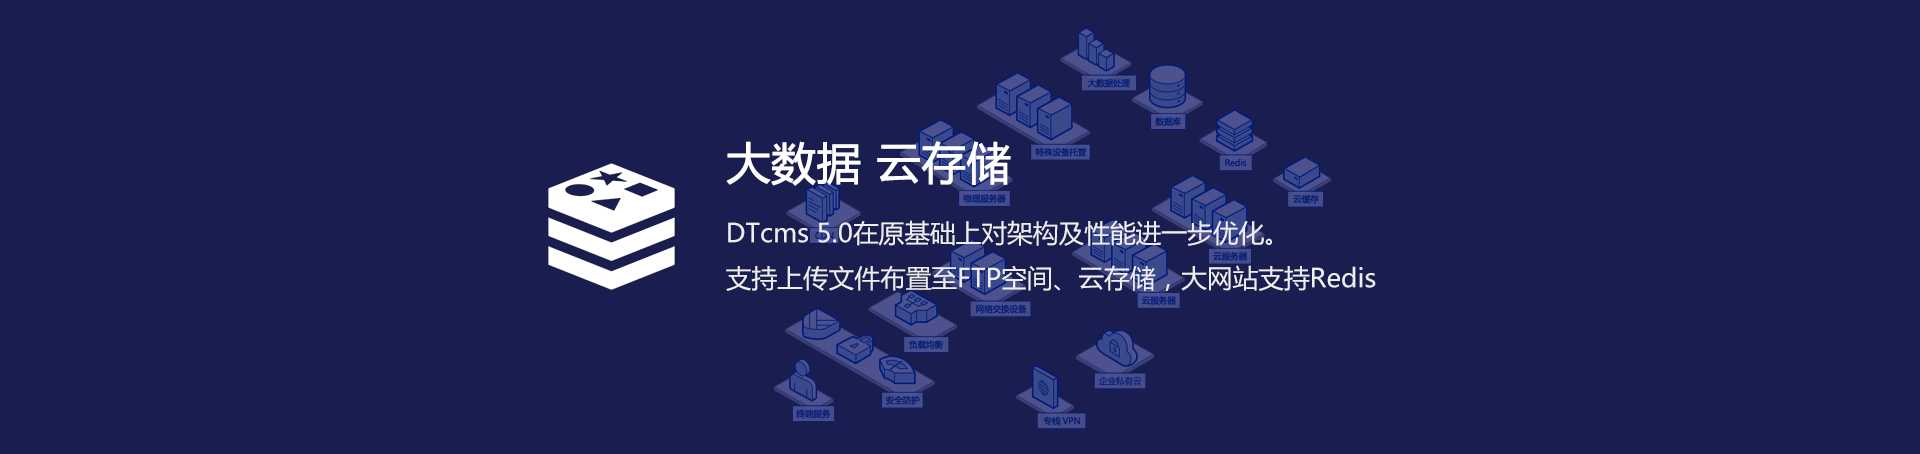 大数据处理
数据库
特殊设备托管
Redis
大数据 云存储
物理服务器
云缓存
DTcms 5.0在原基础上对架构及性能进一步优化。
云服务器
支持上传文件布置至FTP空间、云存储，大网站支持Redis
云服务器
网络交换设备
负载均衡
企业私有云
安全防护
终端服务
专线 VPN